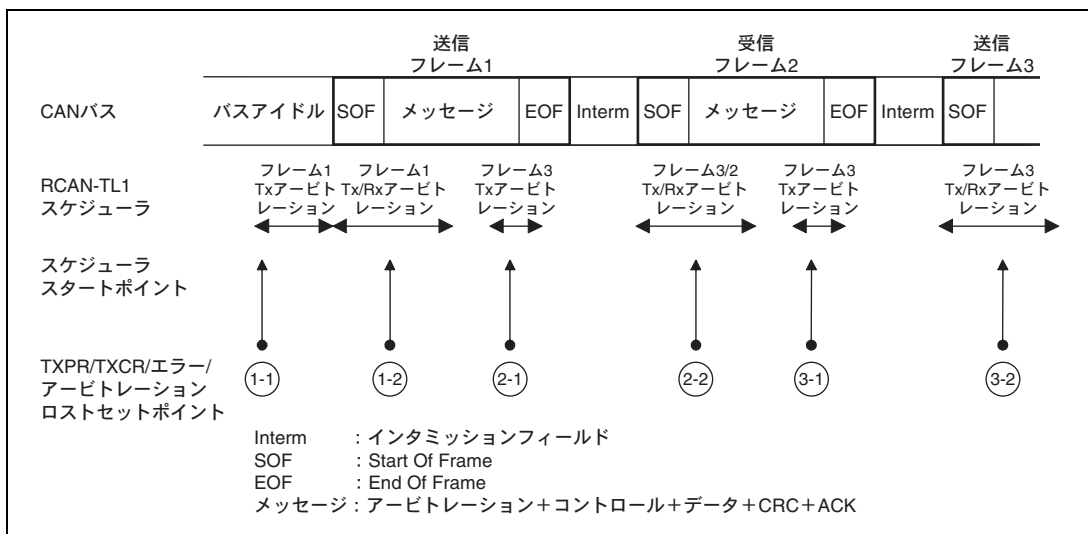 送信
フレーム1
受信
フレーム2
送信
フレーム3
CANバス
バスアイドル SOF メッセージ EOF Interm SOF メッセージ EOF Interm SOF
RCAN-TL1
スケジューラ
フレーム1
Txアービト
レーション
フレーム1
Tx/Rxアービト
レーション
フレーム3
Txアービト
レーション
フレーム3/2
Tx/Rxアービト
レーション
フレーム3
Txアービト
レーション
フレーム3
Tx/Rxアービト
レーション
スケジューラ
スタートポイント
TXPR/TXCR/エラー/
アービトレーション
ロストセットポイント
1-1 1-2 2-1 2-2 3-1 3-2
Interm : インタミッションフィールド
SOF : Start Of Frame
EOF : End Of Frame
メッセージ : アービトレーション+コントロール+データ+CRC+ACK